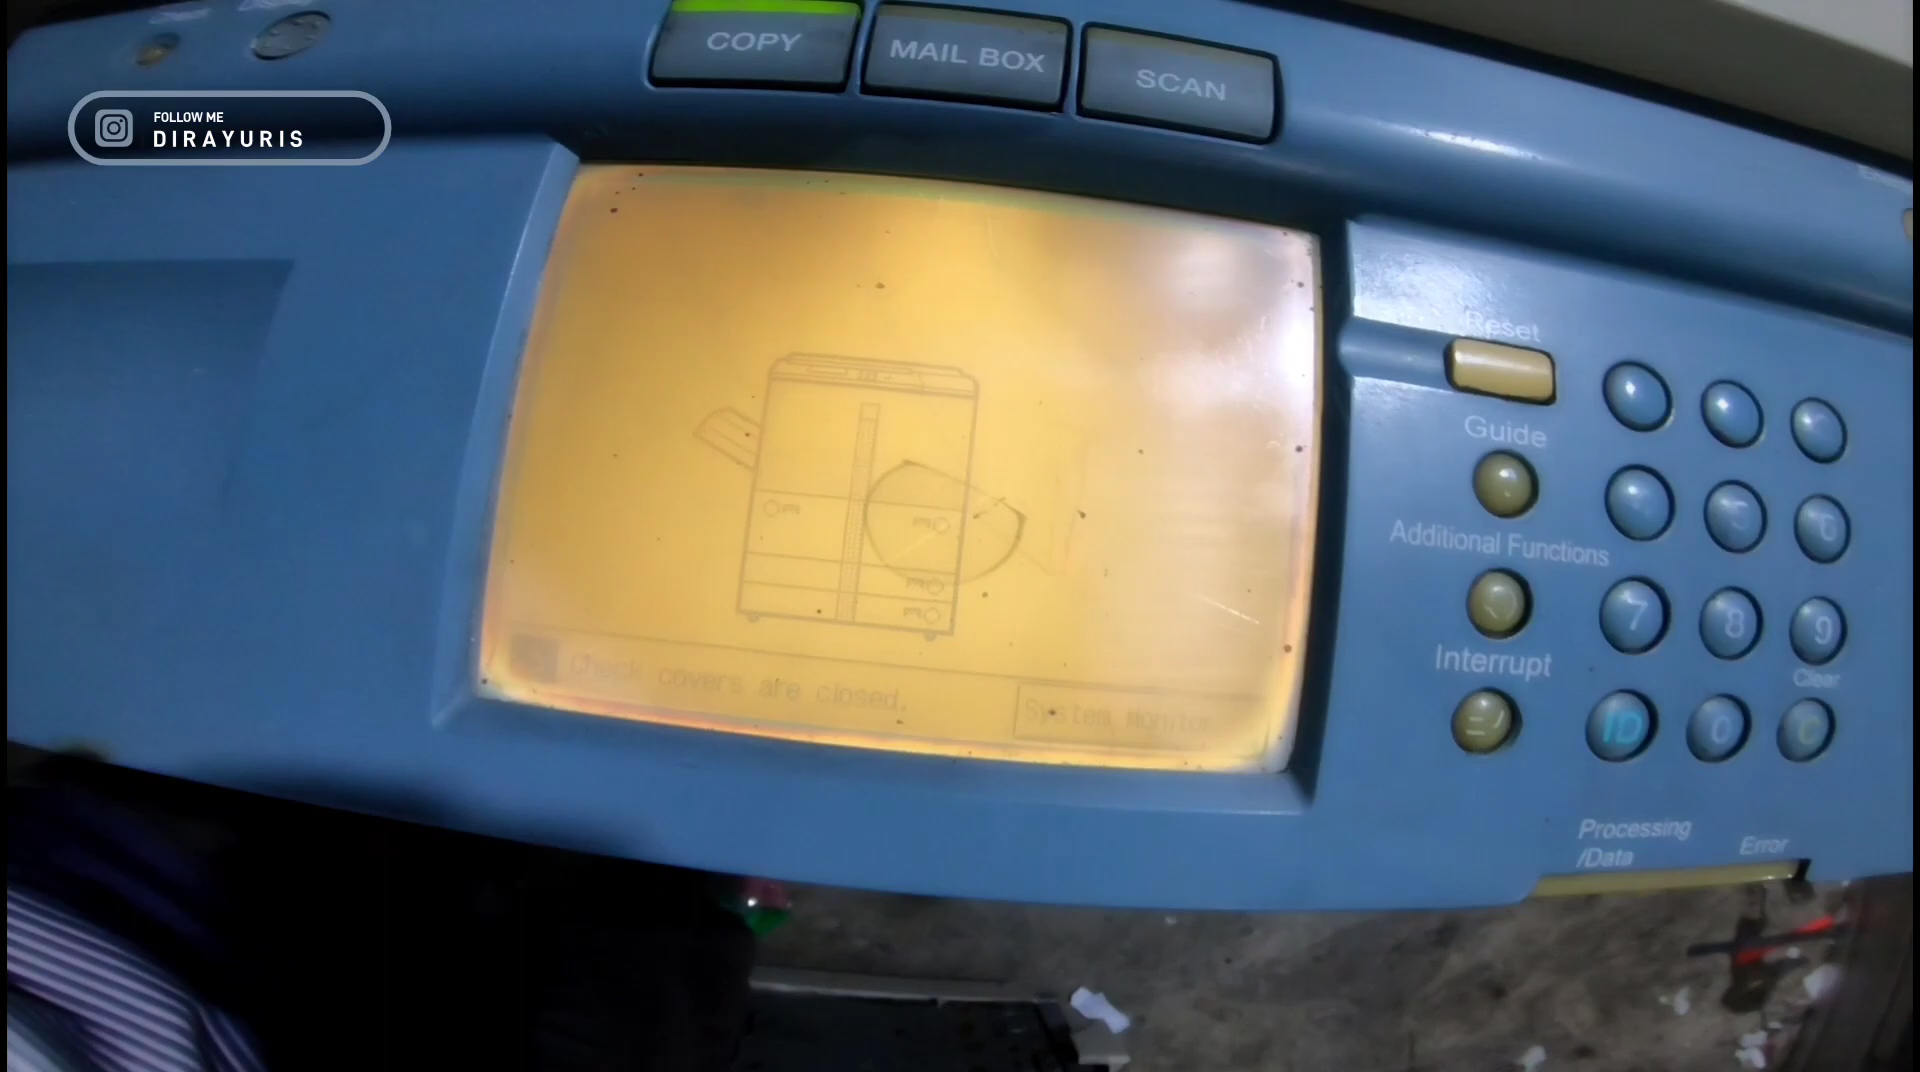 COPY
MAIL BOX
SCAN
FOLLOW ME
DIRAYURIS
Reset
Guide
Additional Functions
Interrupt
7
8
9
Clear
ID
0
C
Check covers are closed.
System monitor
Processing
/Data
Error